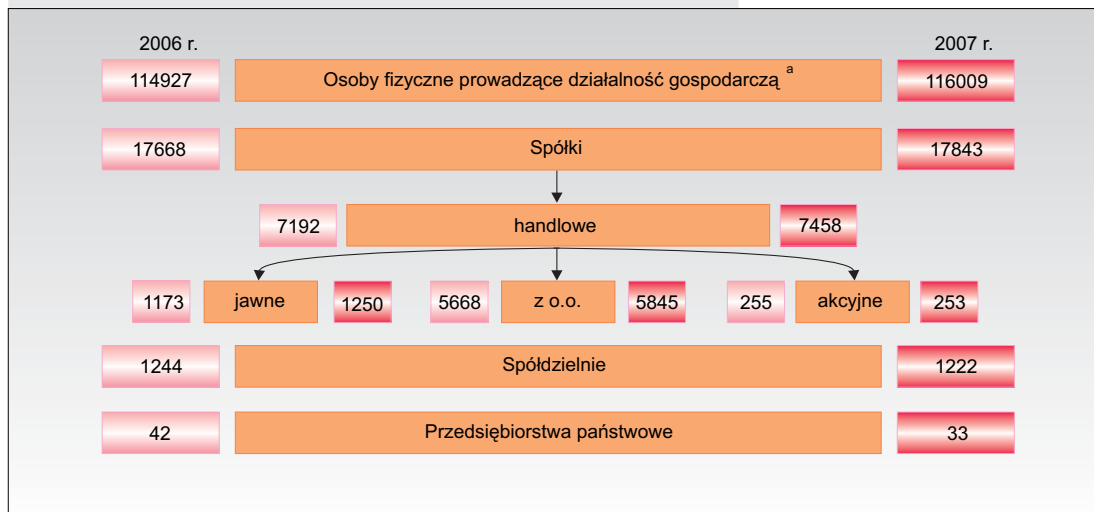 2006 r. 2007 r.
114927 Osoby fizyczne prowadzące działalność gospodarczą a 116009
17668 Spółki 17843
7192 handlowe 7458
1173 jawne 1250 5668 z o.o. 5845 255 akcyjne 253
1244 Spółdzielnie 1222
42 Przedsiębiorstwa państwowe 33